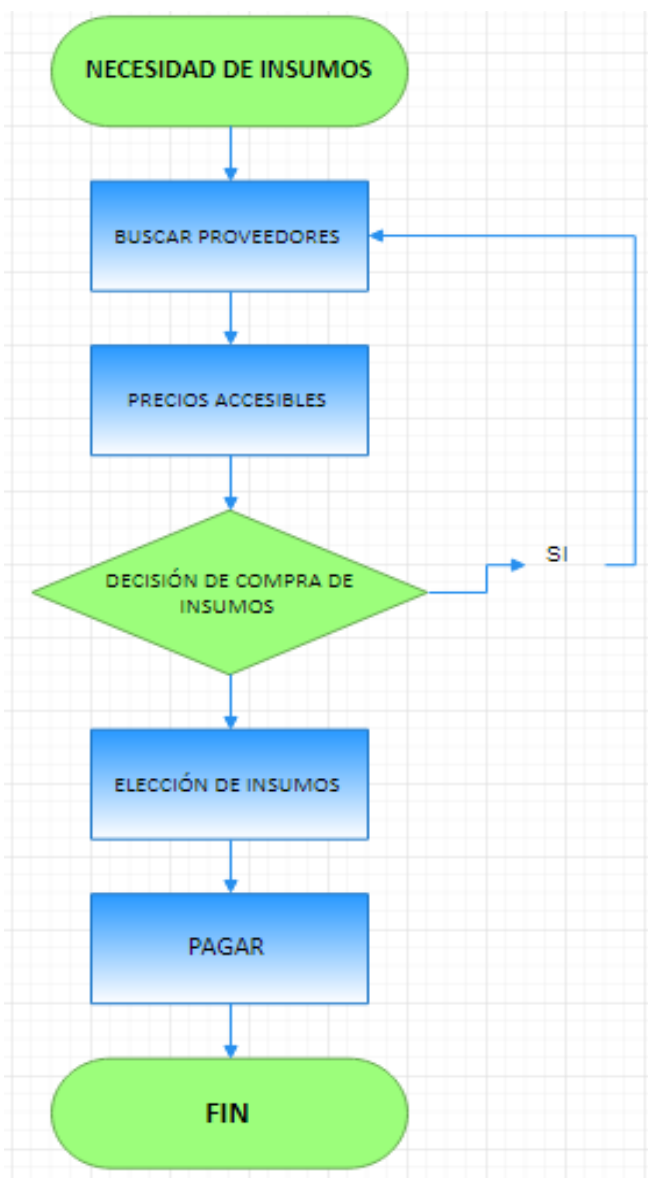 NECESIDAD DE INSUMOS
BUSCAR PROVEEDORES
PRECIOS ACCESIBLES
DECISIÓN DE COMPRA DE
INSUMOS
SI
ELECCIÓN DE INSUMOS
PAGAR
FIN